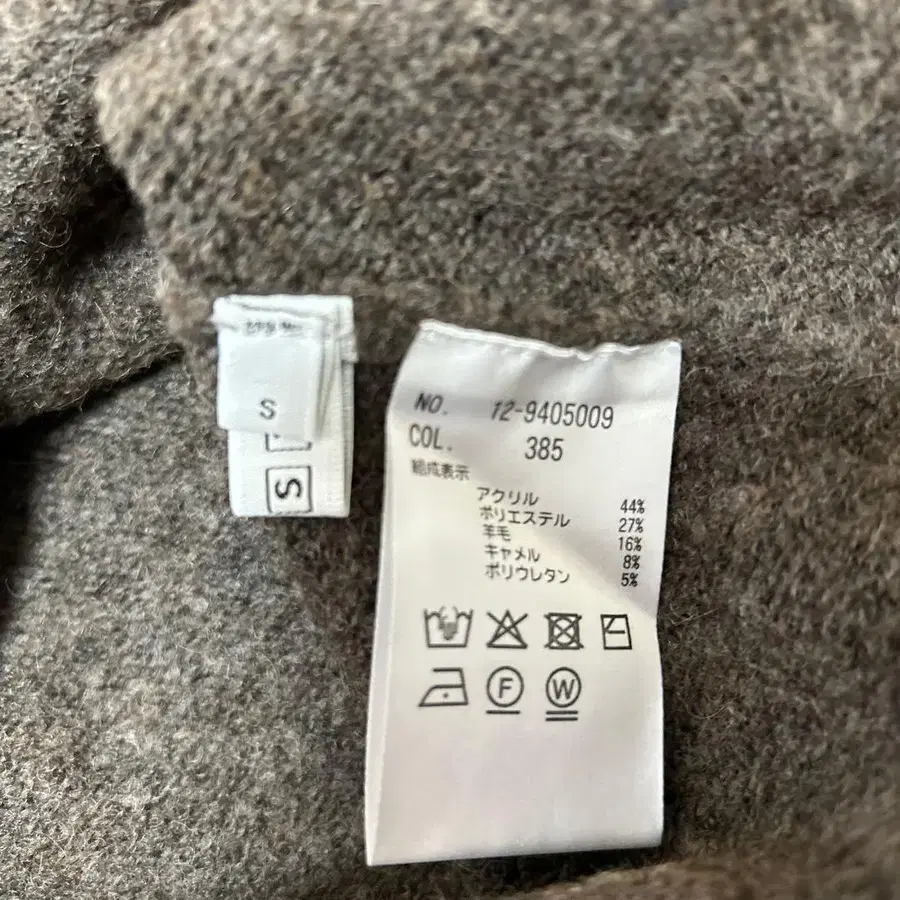 S
S
NO. 12-9405009
COL. 385
組成表示
アクリル 44%
ポリエステル 27%
羊毛 16%
キャメル 8%
ポリウレタン 5%
F W